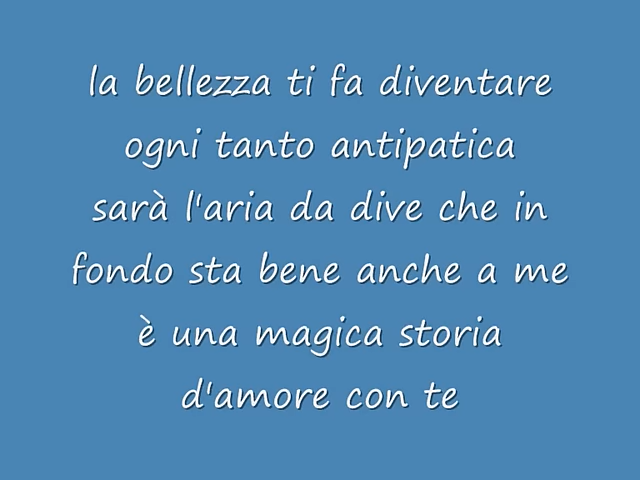 la bellezza ti fa diventare
ogni tanto antipatica
sarà l'aria da dive che in
fondo sta bene anche a me
è una magica storia
d'amore con te